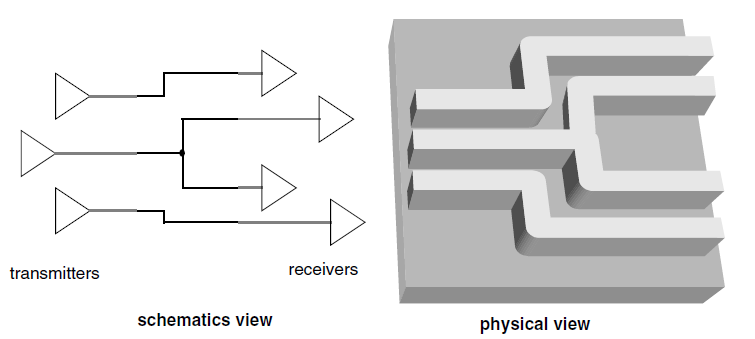 transmitters
receivers
schematics view
physical view